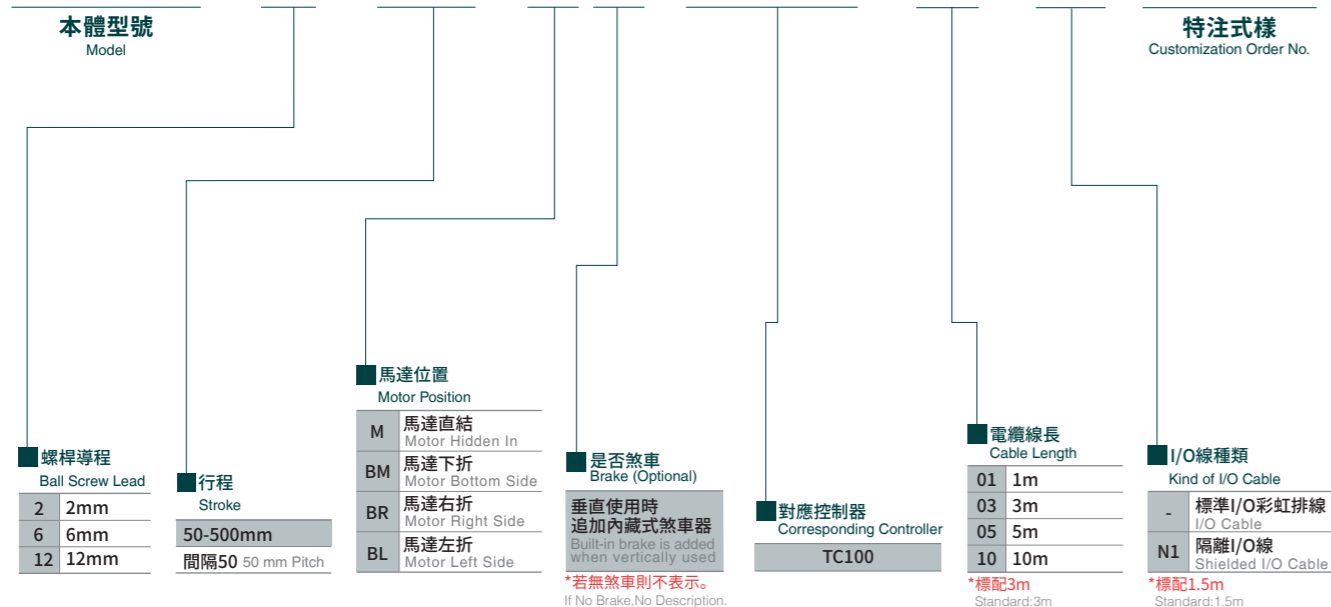 本體型號
Model
特注式樣
Customization Order No.
螺桿導程
Ball Screw Lead
2 2mm
6 6mm
12 12mm
行程
Stroke
50-500mm
間隔50 50 mm Pitch
馬達位置
Motor Position
M 馬達直結
Motor Hidden In
BM 馬達下折
Motor Bottom Side
BR 馬達右折
Motor Right Side
BL 馬達左折
Motor Left Side
是否煞車
Brake (Optional)
垂直使用時
追加內藏式煞車器
Built-in brake is added
when vertically used
*若無煞車則不表示。
If No Brake,No Description.
對應控制器
Corresponding Controller
TC100
電纜線長
Cable Length
01 1m
03 3m
05 5m
10 10m
*標配3m
Standard:3m
I/O線種類
Kind of I/O Cable
- 標準I/O彩虹排線
I/O Cable
N1 隔離I/O線
Shielded I/O Cable
*標配1.5m
Standard:1.5m